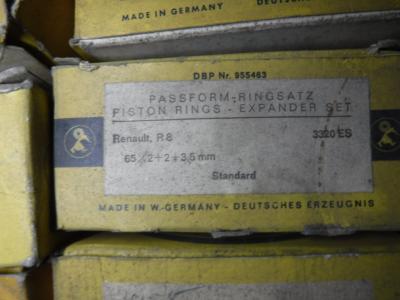 MADE IN GERMANY
DBP Nr. 955463
PASSFORM-RINGSATZ
PISTON RINGS - EXPANDER SET
Renault, R 8 3320 ES
65 / 2+2+3,5 mm
Standard
MADE IN W.-GERMANY - DEUTSCHES ERZEUGNIS